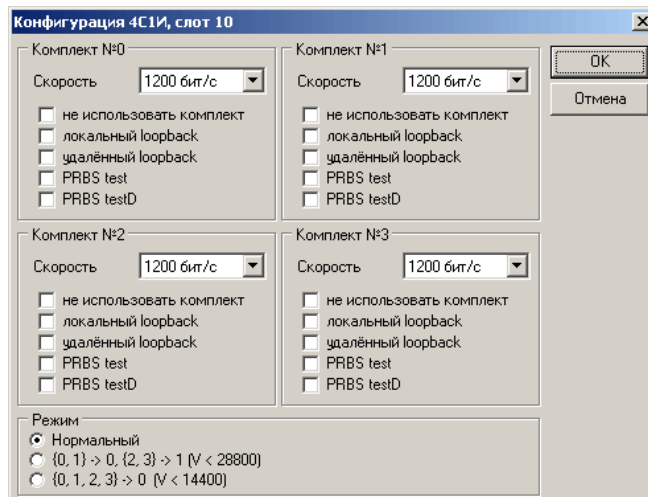 Конфигурация 4С1И, слот 10
Комплект №0
Скорость 1200 бит/с
не использовать комплект
локальный loopback
удалённый loopback
PRBS test
PRBS testD
Комплект №1
Скорость 1200 бит/с
не использовать комплект
локальный loopback
удалённый loopback
PRBS test
PRBS testD
OK
Отмена
Комплект №2
Скорость 1200 бит/с
не использовать комплект
локальный loopback
удалённый loopback
PRBS test
PRBS testD
Комплект №3
Скорость 1200 бит/с
не использовать комплект
локальный loopback
удалённый loopback
PRBS test
PRBS testD
Режим
Нормальный
{0, 1} -> 0, {2, 3} -> 1 (V < 28800)
{0, 1, 2, 3} -> 0 (V < 14400)